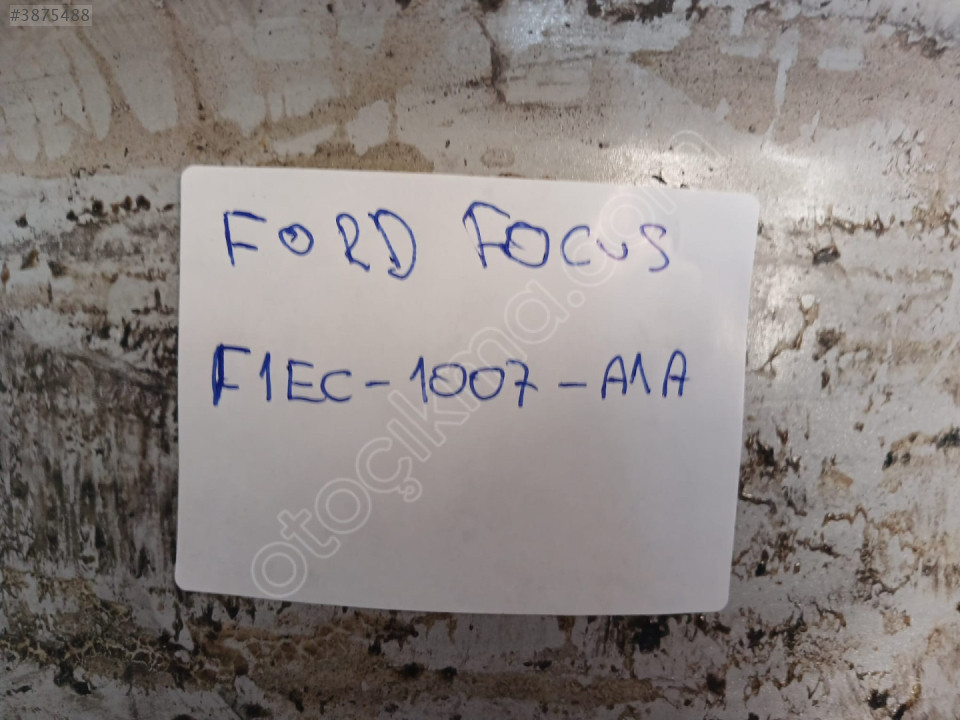 #3875488
FORD FOCUS
F1EC-1007-A1A
otoçıkma.com